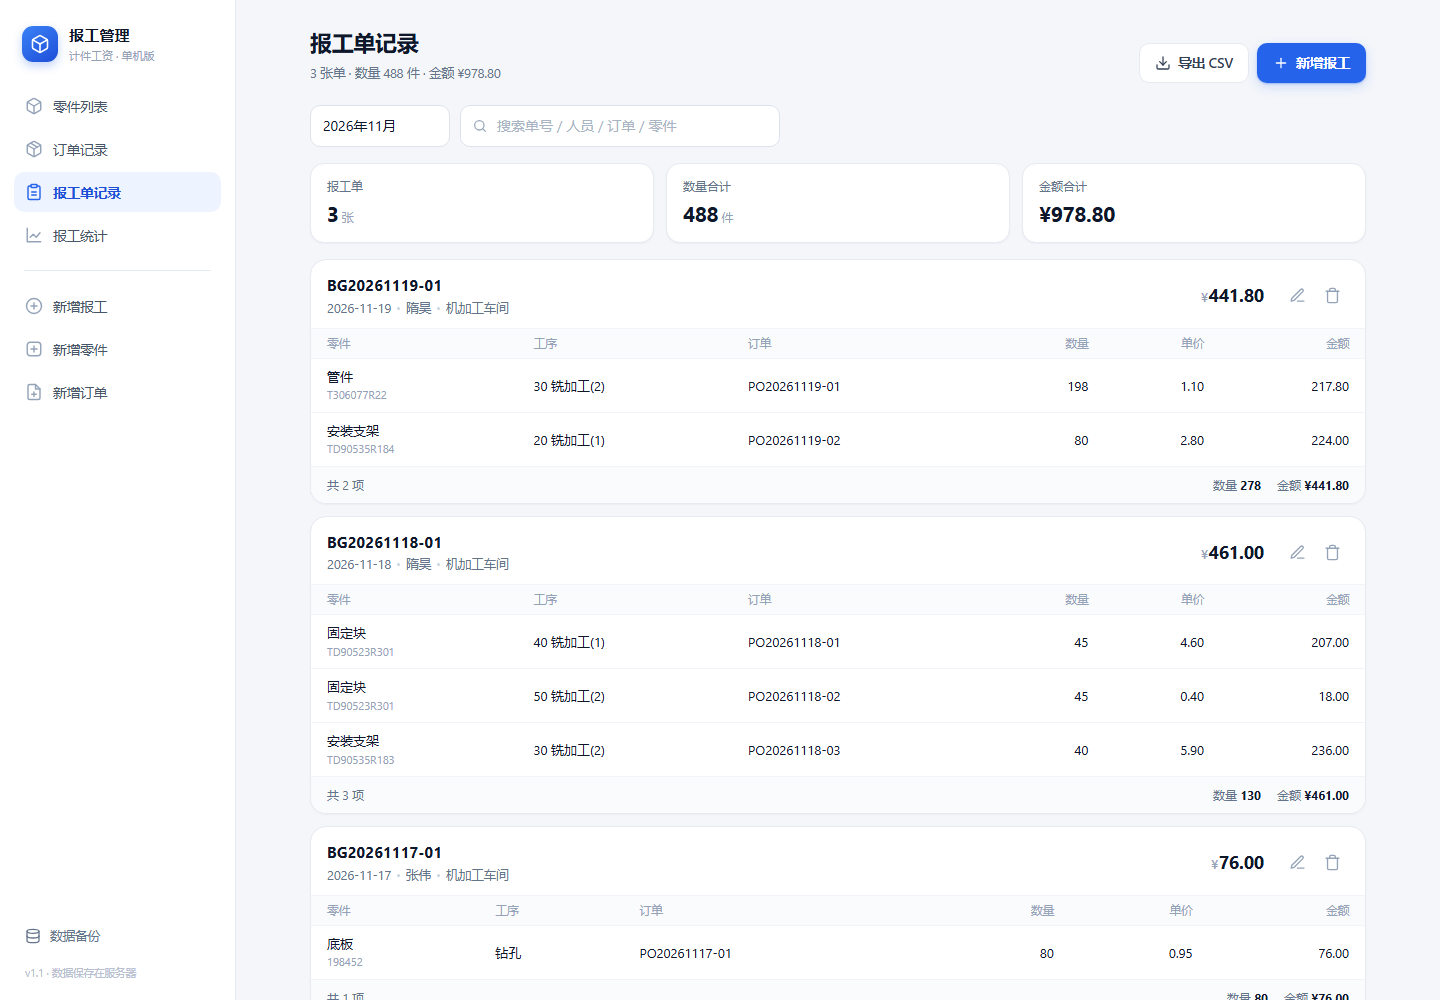 报工管理
计件工资 · 单机版
零件列表
订单记录
报工单记录
报工统计
新增报工
新增零件
新增订单
数据备份
v1.1 · 数据保存在服务器
报工单记录
3 张单 · 数量 488 件 · 金额 ¥978.80
导出 CSV
新增报工
2026年11月
搜索单号 / 人员 / 订单 / 零件
报工单
3 张
数量合计
488 件
金额合计
¥978.80
BG20261119-01
2026-11-19 • 隋昊 • 机加工车间
¥441.80
零件 工序 订单 数量 单价 金额
管件
T306077R22
30 铣加工(2) PO20261119-01 198 1.10 217.80
安装支架
TD90535R184
20 铣加工(1) PO20261119-02 80 2.80 224.00
共 2 项 数量 278 金额 ¥441.80
BG20261118-01
2026-11-18 • 隋昊 • 机加工车间
¥461.00
零件 工序 订单 数量 单价 金额
固定块
TD90523R301
40 铣加工(1) PO20261118-01 45 4.60 207.00
固定块
TD90523R301
50 铣加工(2) PO20261118-02 45 0.40 18.00
安装支架
TD90535R183
30 铣加工(2) PO20261118-03 40 5.90 236.00
共 3 项 数量 130 金额 ¥461.00
BG20261117-01
2026-11-17 • 张伟 • 机加工车间
¥76.00
零件 工序 订单 数量 单价 金额
底板
198452
钻孔 PO20261117-01 80 0.95 76.00
共 1 项 数量 80 金额 ¥76.00